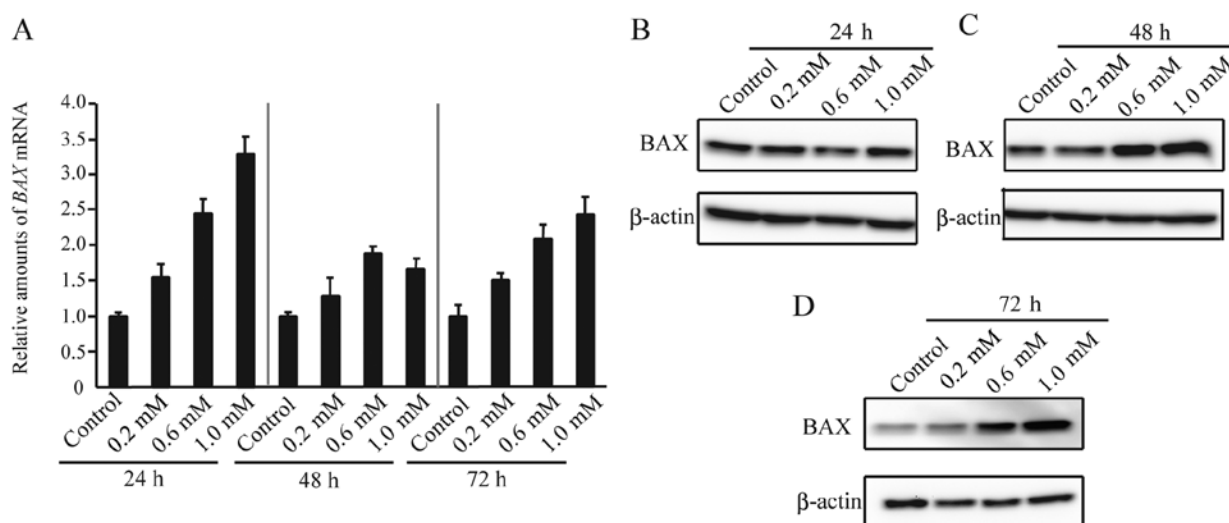 A
Relative amounts of BAX mRNA
4.0
3.5
3.0
2.5
2.0
1.5
1.0
0.5
0
Control
0.2 mM
0.6 mM
1.0 mM
Control
0.2 mM
0.6 mM
1.0 mM
Control
0.2 mM
0.6 mM
1.0 mM
24 h
48 h
72 h
B
24 h
Control
0.2 mM
0.6 mM
1.0 mM
BAX
β-actin
C
48 h
Control
0.2 mM
0.6 mM
1.0 mM
BAX
β-actin
D
72 h
Control
0.2 mM
0.6 mM
1.0 mM
BAX
β-actin